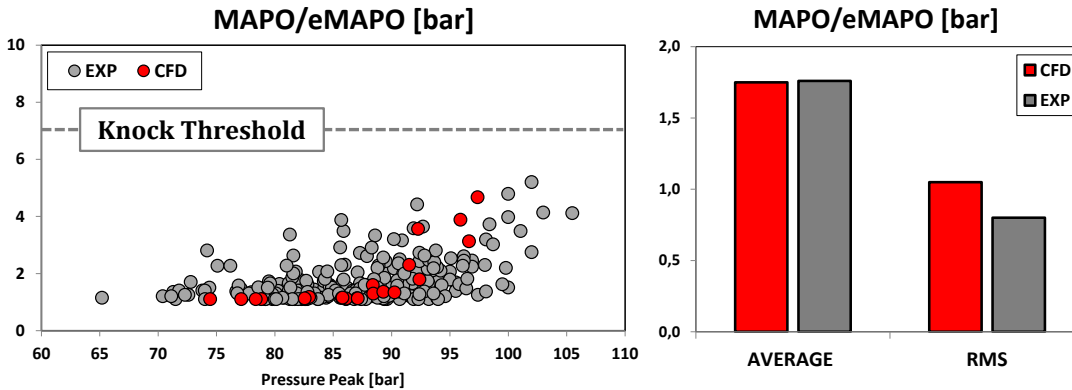 MAPO/eMAPO [bar]
10
8
6
4
2
0
EXP CFD
Knock Threshold
60 65 70 75 80 85 90 95 100 105 110
Pressure Peak [bar]
MAPO/eMAPO [bar]
2,0
1,5
1,0
0,5
0,0
CFD
EXP
AVERAGE RMS